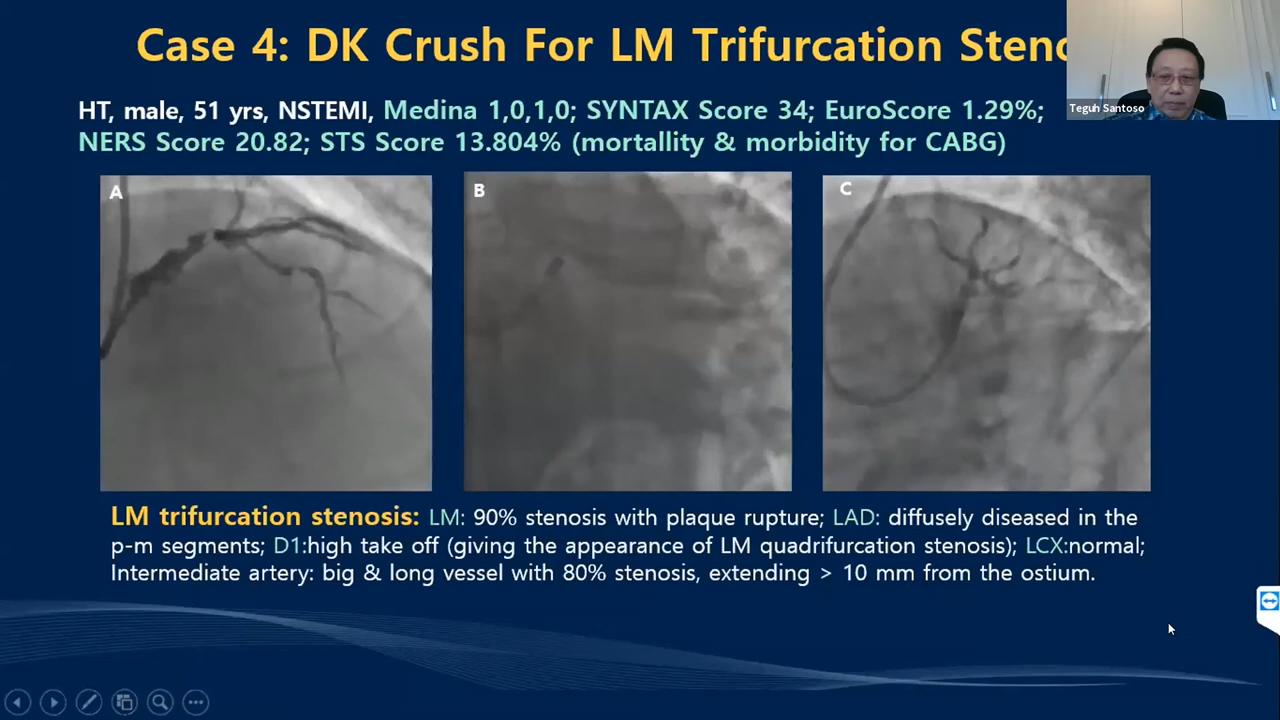 Case 4: DK Crush For LM Trifurcation
Teguh Santoso
HT, male, 51 yrs, NSTEMI, Medina 1,0,1,0; SYNTAX Score 34; EuroScore 1.29%;
NERS Score 20.82; STS Score 13.804% (mortallity & morbidity for CABG)
A
B
C
LM trifurcation stenosis: LM: 90% stenosis with plaque rupture; LAD: diffusely diseased in the
p-m segments; D1:high take off (giving the appearance of LM quadrifurcation stenosis); LCX:normal;
Intermediate artery: big & long vessel with 80% stenosis, extending > 10 mm from the ostium.